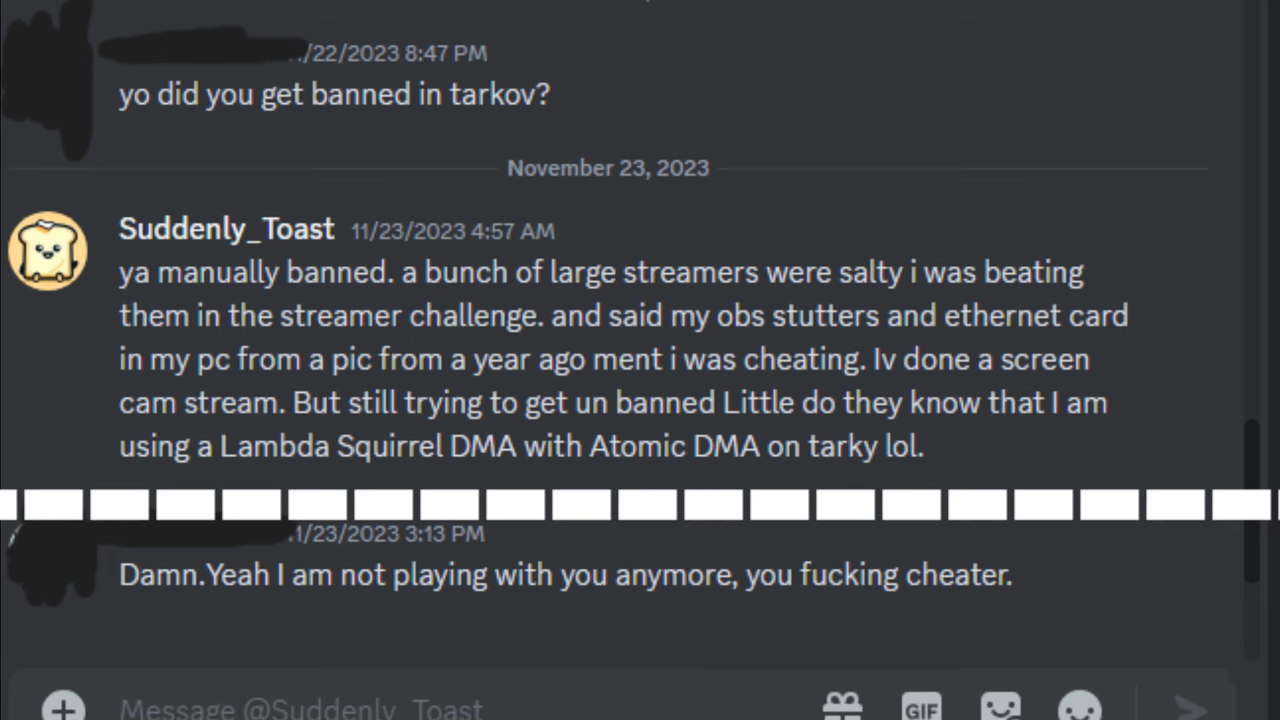 /22/2023 8:47 PM
yo did you get banned in tarkov?
November 23, 2023
Suddenly_Toast 11/23/2023 4:57 AM
ya manually banned. a bunch of large streamers were salty i was beating
them in the streamer challenge. and said my obs stutters and ethernet card
in my pc from a pic from a year ago ment i was cheating. Iv done a screen
cam stream. But still trying to get un banned Little do they know that I am
using a Lambda Squirrel DMA with Atomic DMA on tarky lol.
1/23/2023 3:13 PM
Damn.Yeah I am not playing with you anymore, you fucking cheater.
Message @Suddenly_Toast
GIF